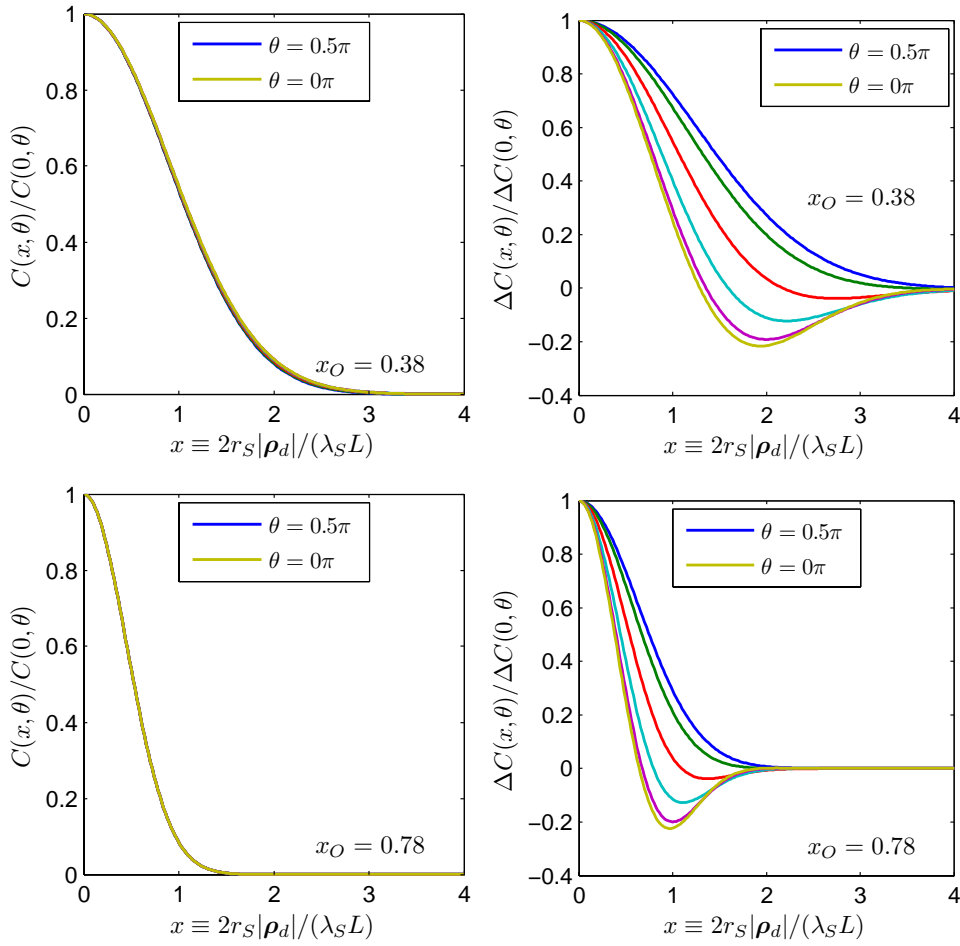 1
0.8
0.6
0.4
0.2
0
0 1 2 3 4
C(x, θ)/C(0, θ)
x ≡ 2r_S|ρ_d|/(λ_S L)
θ = 0.5π
θ = 0π
x_O = 0.38
1
0.8
0.6
0.4
0.2
0
−0.2
−0.4
0 1 2 3 4
ΔC(x, θ)/ΔC(0, θ)
x ≡ 2r_S|ρ_d|/(λ_S L)
θ = 0.5π
θ = 0π
x_O = 0.38
1
0.8
0.6
0.4
0.2
0
0 1 2 3 4
C(x, θ)/C(0, θ)
x ≡ 2r_S|ρ_d|/(λ_S L)
θ = 0.5π
θ = 0π
x_O = 0.78
1
0.8
0.6
0.4
0.2
0
−0.2
−0.4
0 1 2 3 4
ΔC(x, θ)/ΔC(0, θ)
x ≡ 2r_S|ρ_d|/(λ_S L)
θ = 0.5π
θ = 0π
x_O = 0.78